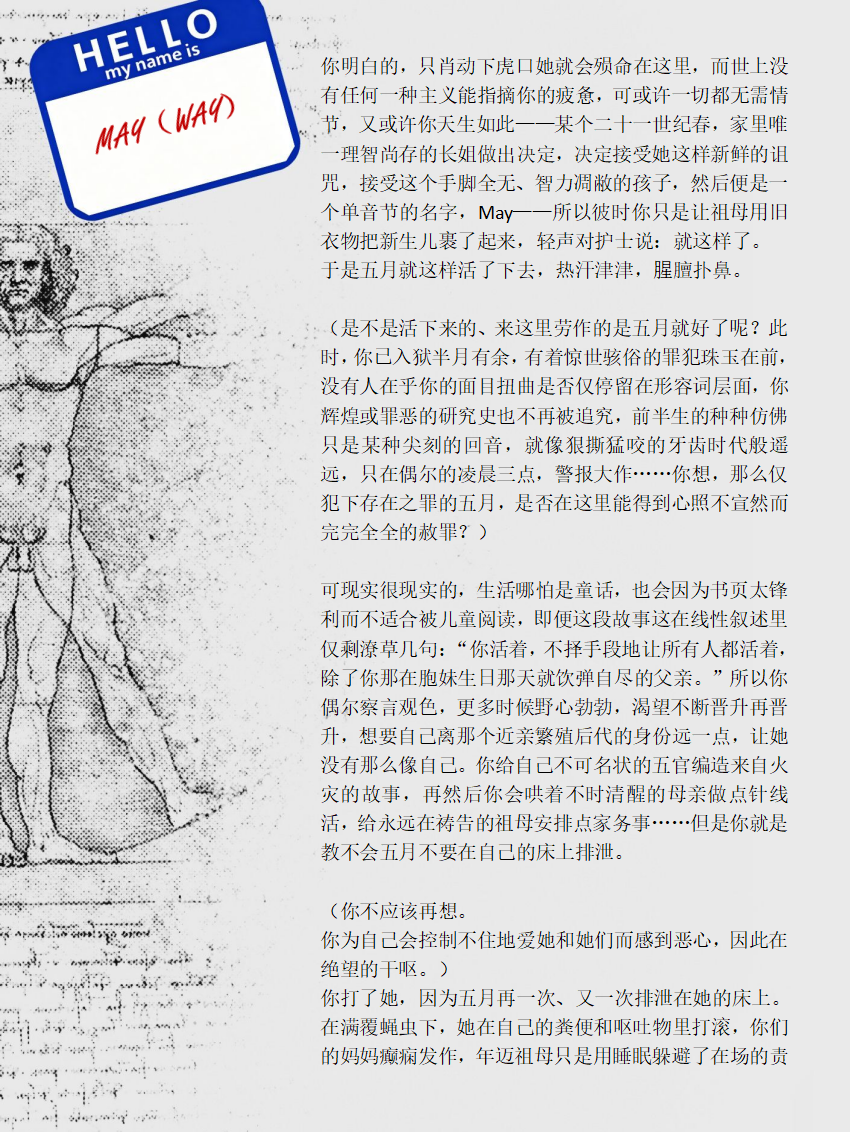 HELLO
my name is
MAY（WAY）
你明白的，只肖动下虎口她就会殒命在这里，而世上没
有任何一种主义能指摘你的疲惫，可或许一切都无需情
节，又或许你天生如此——某个二十一世纪春，家里唯
一理智尚存的长姐做出决定，决定接受她这样新鲜的诅
咒，接受这个手脚全无、智力凋敝的孩子，然后便是一
个单音节的名字，May——所以彼时你只是让祖母用旧
衣物把新生儿裹了起来，轻声对护士说：就这样了。
于是五月就这样活了下去，热汗津津，腥膻扑鼻。
（是不是活下来的、来这里劳作的是五月就好了呢？此
时，你已入狱半月有余，有着惊世骇俗的罪犯珠玉在前，
没有人在乎你的面目扭曲是否仅停留在形容词层面，你
辉煌或罪恶的研究史也不再被追究，前半生的种种仿佛
只是某种尖刻的回音，就像狠撕猛咬的牙齿时代般遥
远，只在偶尔的凌晨三点，警报大作……你想，那么仅
犯下存在之罪的五月，是否在这里能得到心照不宣然而
完完全全的赦罪？）
可现实很现实的，生活哪怕是童话，也会因为书页太锋
利而不适合被儿童阅读，即便这段故事这在线性叙述里
仅剩潦草几句：“你活着，不择手段地让所有人都活着，
除了你那在胞妹生日那天就饮弹自尽的父亲。”所以你
偶尔察言观色，更多时候野心勃勃，渴望不断晋升再晋
升，想要自己离那个近亲繁殖后代的身份远一点，让她
没有那么像自己。你给自己不可名状的五官编造来自火
灾的故事，再然后你会哄着不时清醒的母亲做点针线
活，给永远在祷告的祖母安排点家务事……但是你就是
教不会五月不要在自己的床上排泄。
（你不应该再想。
你为自己会控制不住地爱她和她们而感到恶心，因此在
绝望的干呕。）
你打了她，因为五月再一次、又一次排泄在她的床上。
在满覆蝇虫下，她在自己的粪便和呕吐物里打滚，你们
的妈妈癫痫发作，年迈祖母只是用睡眠躲避了在场的责